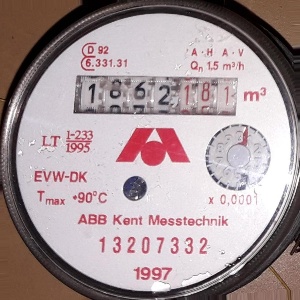 D 92
6.331.31
A · H A · V
Qn 1,5 m³/h
1862181 m³
LT 1-233
1995
EVW-DK
Tmax +90°C
x 0,0001
ABB Kent Messtechnik
13207332
1997